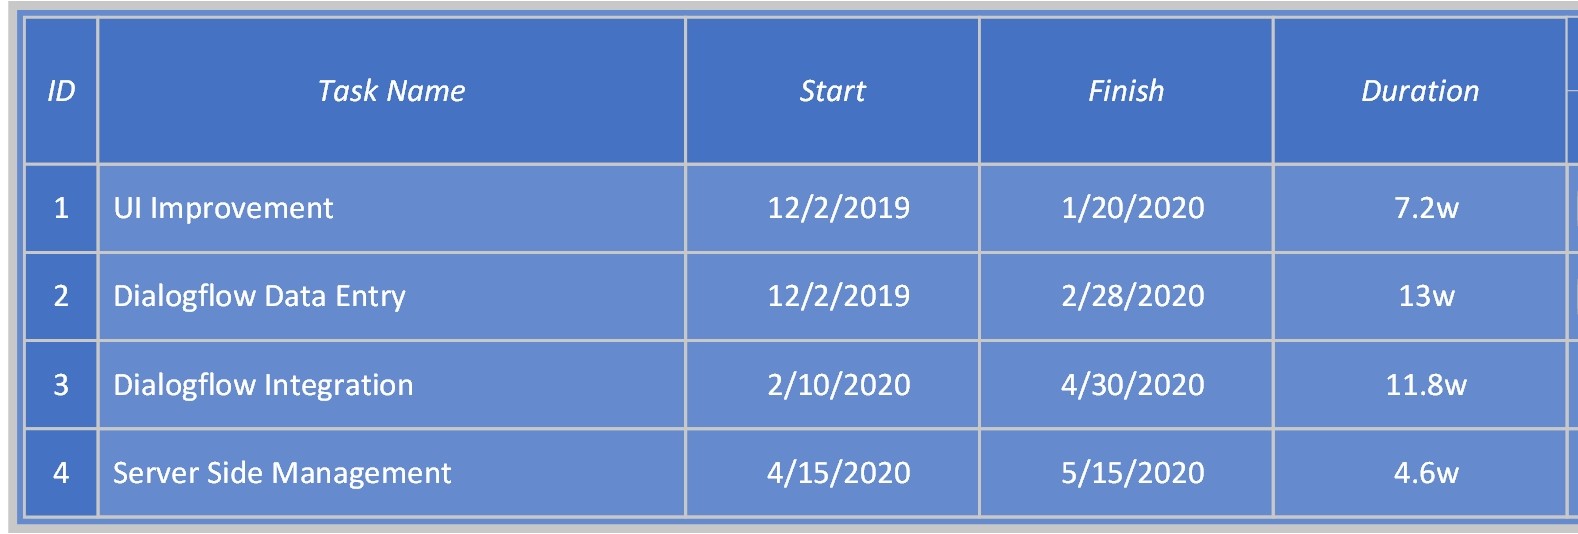 ID Task Name Start Finish Duration
1 UI Improvement 12/2/2019 1/20/2020 7.2w
2 Dialogflow Data Entry 12/2/2019 2/28/2020 13w
3 Dialogflow Integration 2/10/2020 4/30/2020 11.8w
4 Server Side Management 4/15/2020 5/15/2020 4.6w